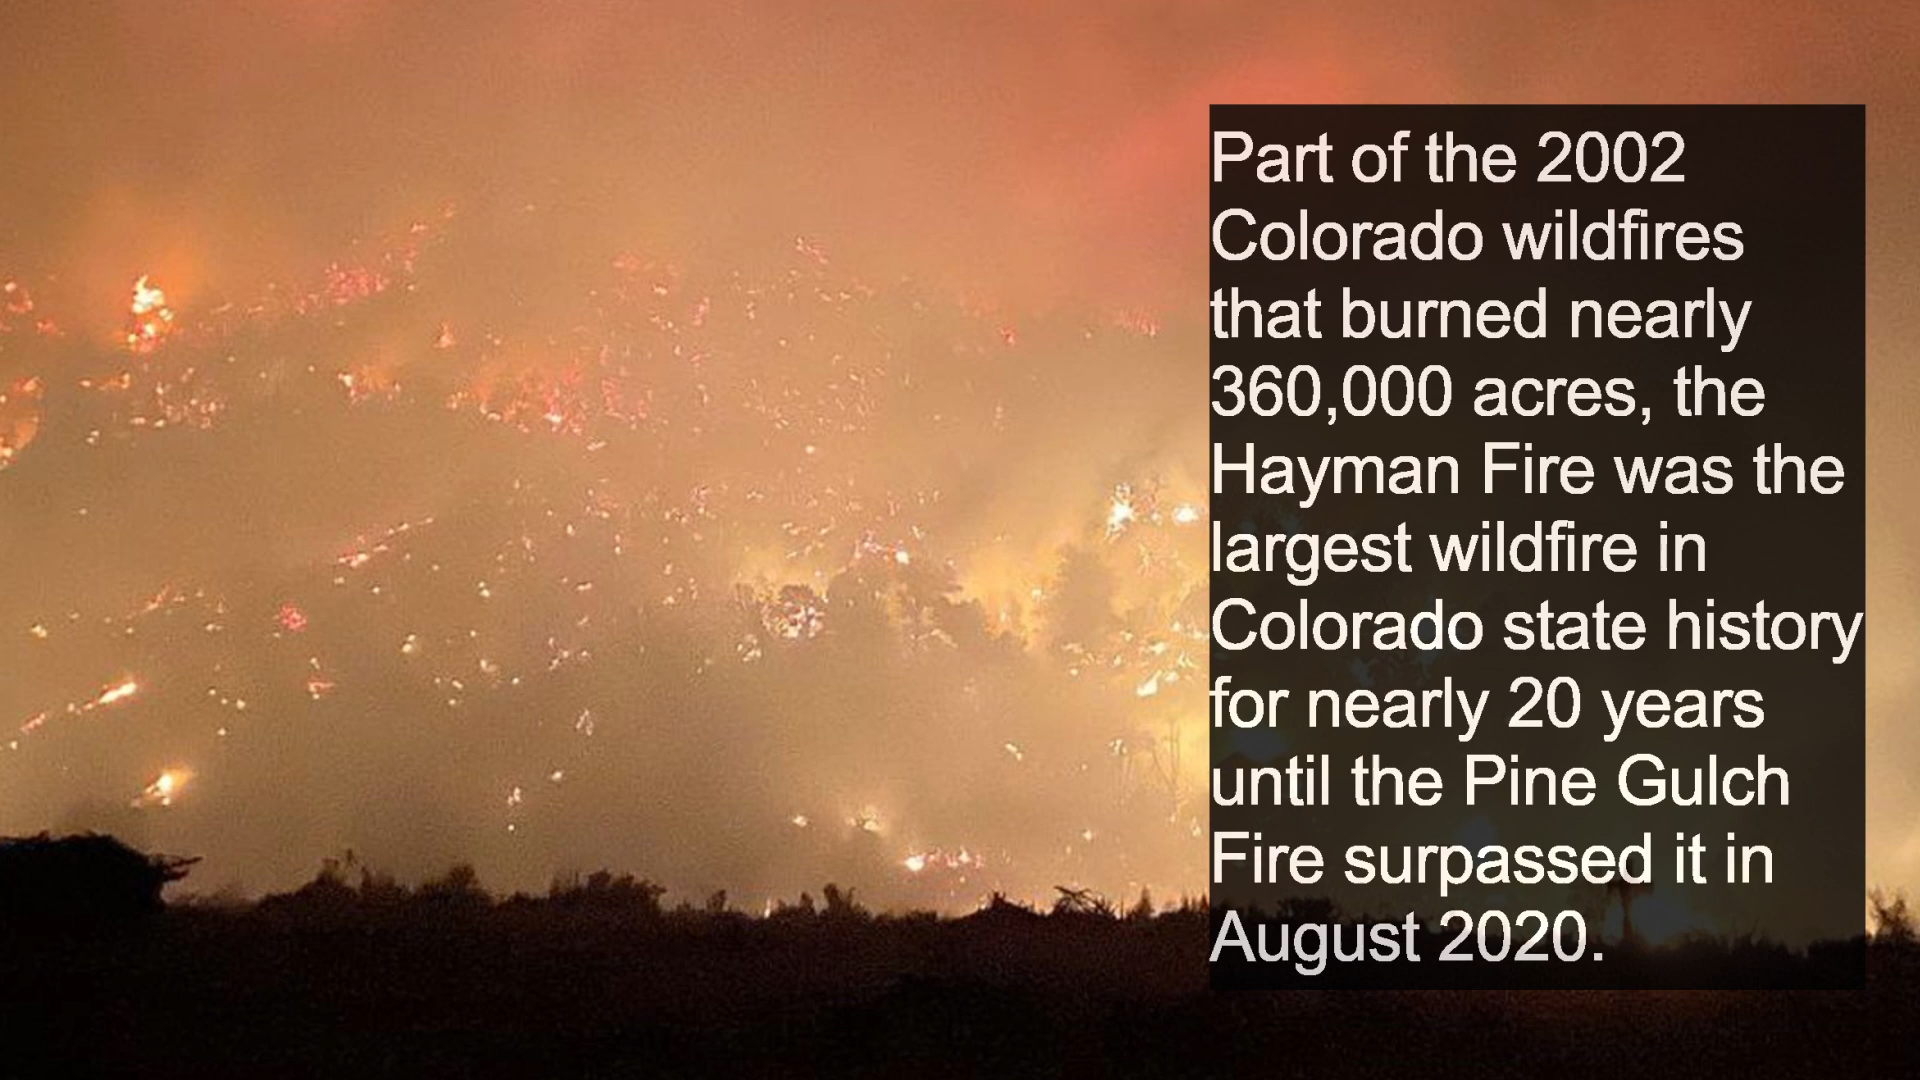 Part of the 2002
Colorado wildfires
that burned nearly
360,000 acres, the
Hayman Fire was the
largest wildfire in
Colorado state history
for nearly 20 years
until the Pine Gulch
Fire surpassed it in
August 2020.